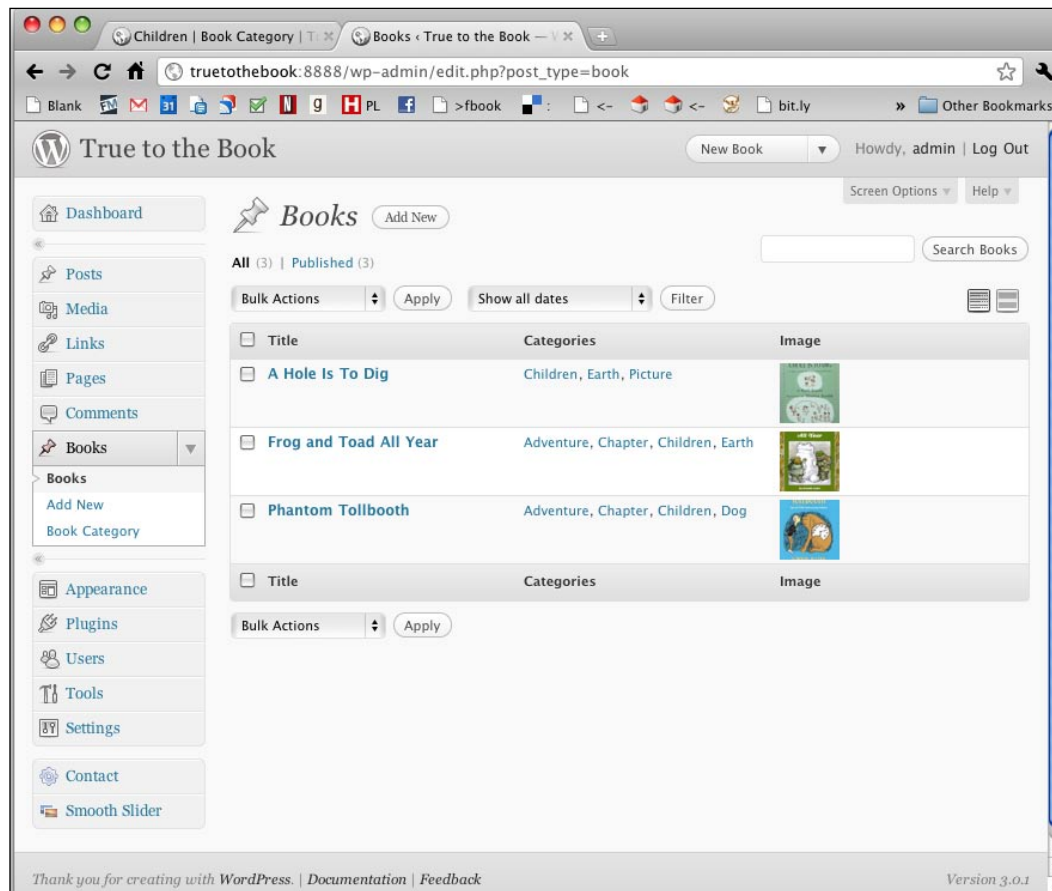 Children | Book Category | T
Books ‹ True to the Book — V
truetothebook:8888/wp-admin/edit.php?post_type=book
Blank 31 g H PL >fbook : <- <- bit.ly » Other Bookmarks
True to the Book
New Book
Howdy, admin | Log Out
Screen Options
Help
Dashboard
Posts
Media
Links
Pages
Comments
Books
Books
Add New
Book Category
Appearance
Plugins
Users
Tools
Settings
Contact
Smooth Slider
Books Add New
All (3) | Published (3)
Search Books
Bulk Actions Apply Show all dates Filter
Title Categories Image
A Hole Is To Dig Children, Earth, Picture
Frog and Toad All Year Adventure, Chapter, Children, Earth
Phantom Tollbooth Adventure, Chapter, Children, Dog
Title Categories Image
Bulk Actions Apply
Thank you for creating with WordPress. | Documentation | Feedback
Version 3.0.1